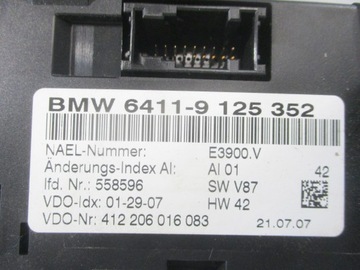 BMW 6411-9 125 352
NAEL-Nummer: E3900.V
Änderungs-Index AI: AI 01 42
lfd. Nr.: 558596 SW V87
VDO-Idx: 01-29-07 HW 42
VDO-Nr: 412 206 016 083 21.07.07